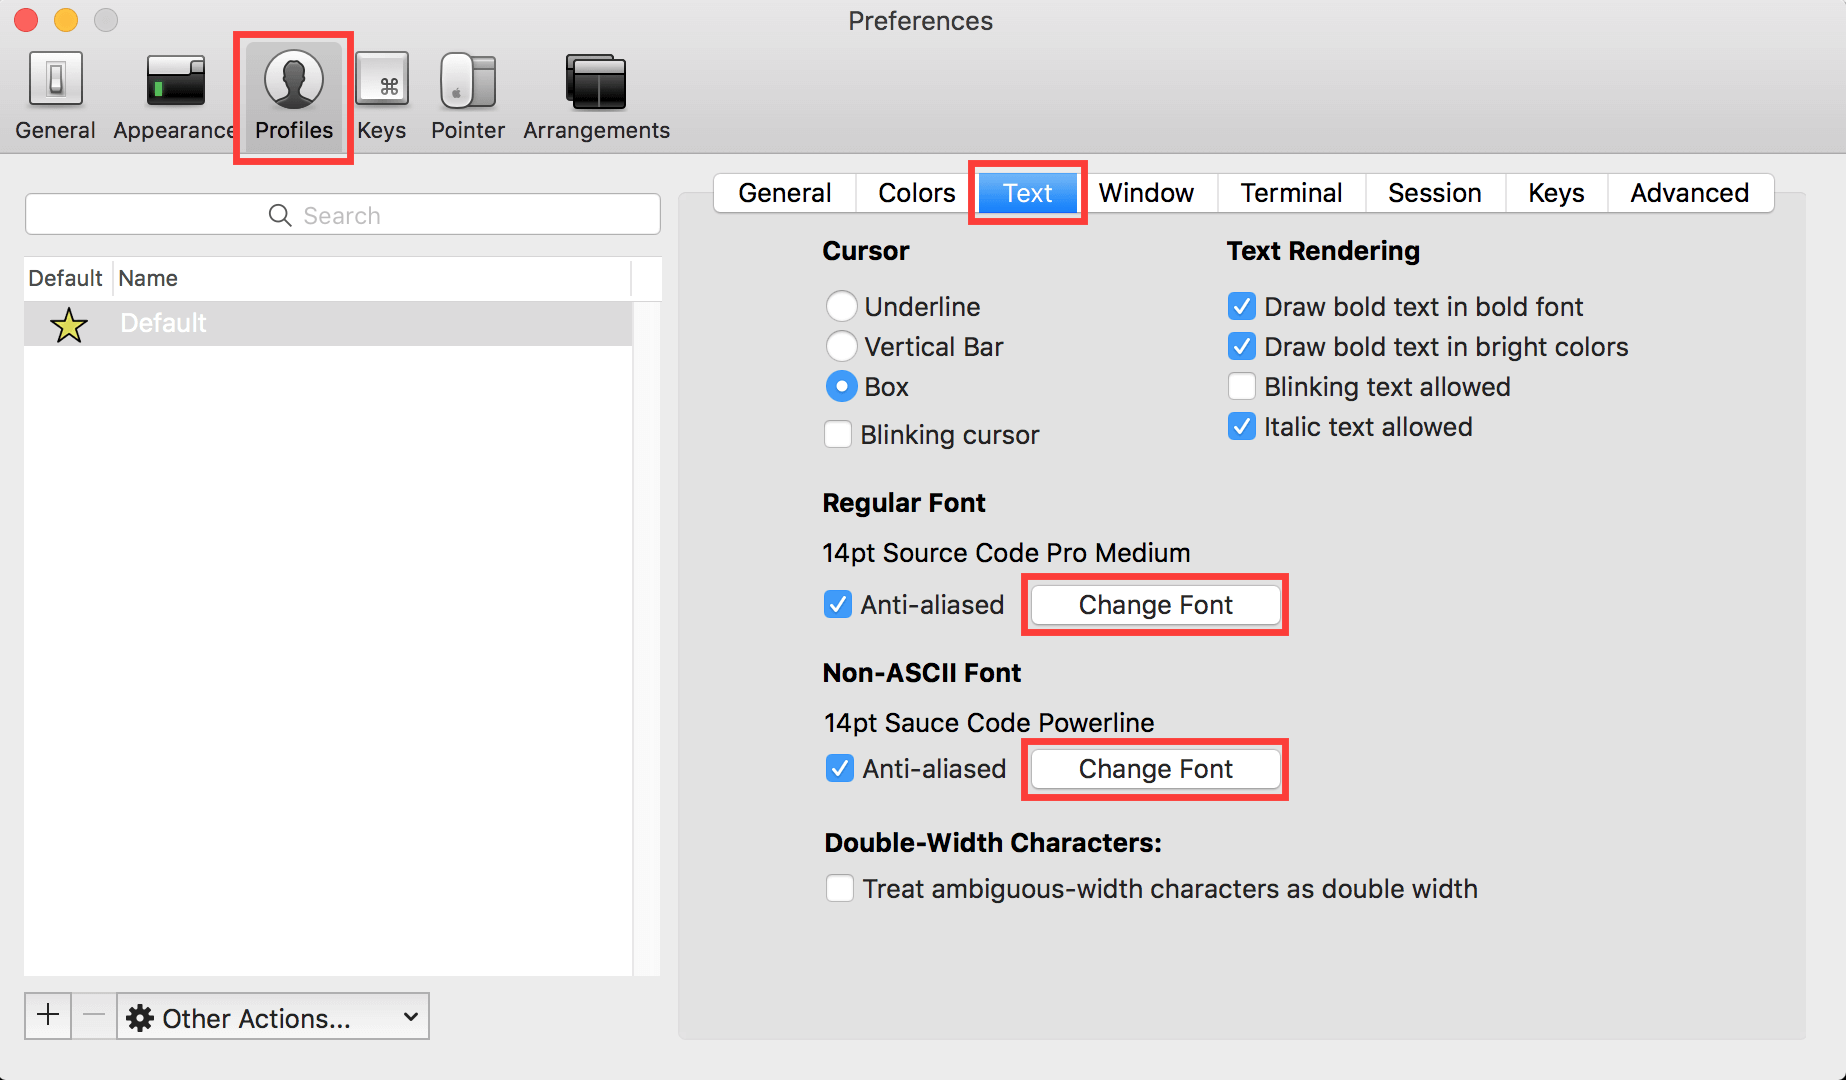 Preferences
General Appearance Profiles Keys Pointer Arrangements
Search
Default Name
Default
Other Actions...
General Colors Text Window Terminal Session Keys Advanced
Cursor
Underline
Vertical Bar
Box
Blinking cursor
Text Rendering
Draw bold text in bold font
Draw bold text in bright colors
Blinking text allowed
Italic text allowed
Regular Font
14pt Source Code Pro Medium
Anti-aliased Change Font
Non-ASCII Font
14pt Sauce Code Powerline
Anti-aliased Change Font
Double-Width Characters:
Treat ambiguous-width characters as double width